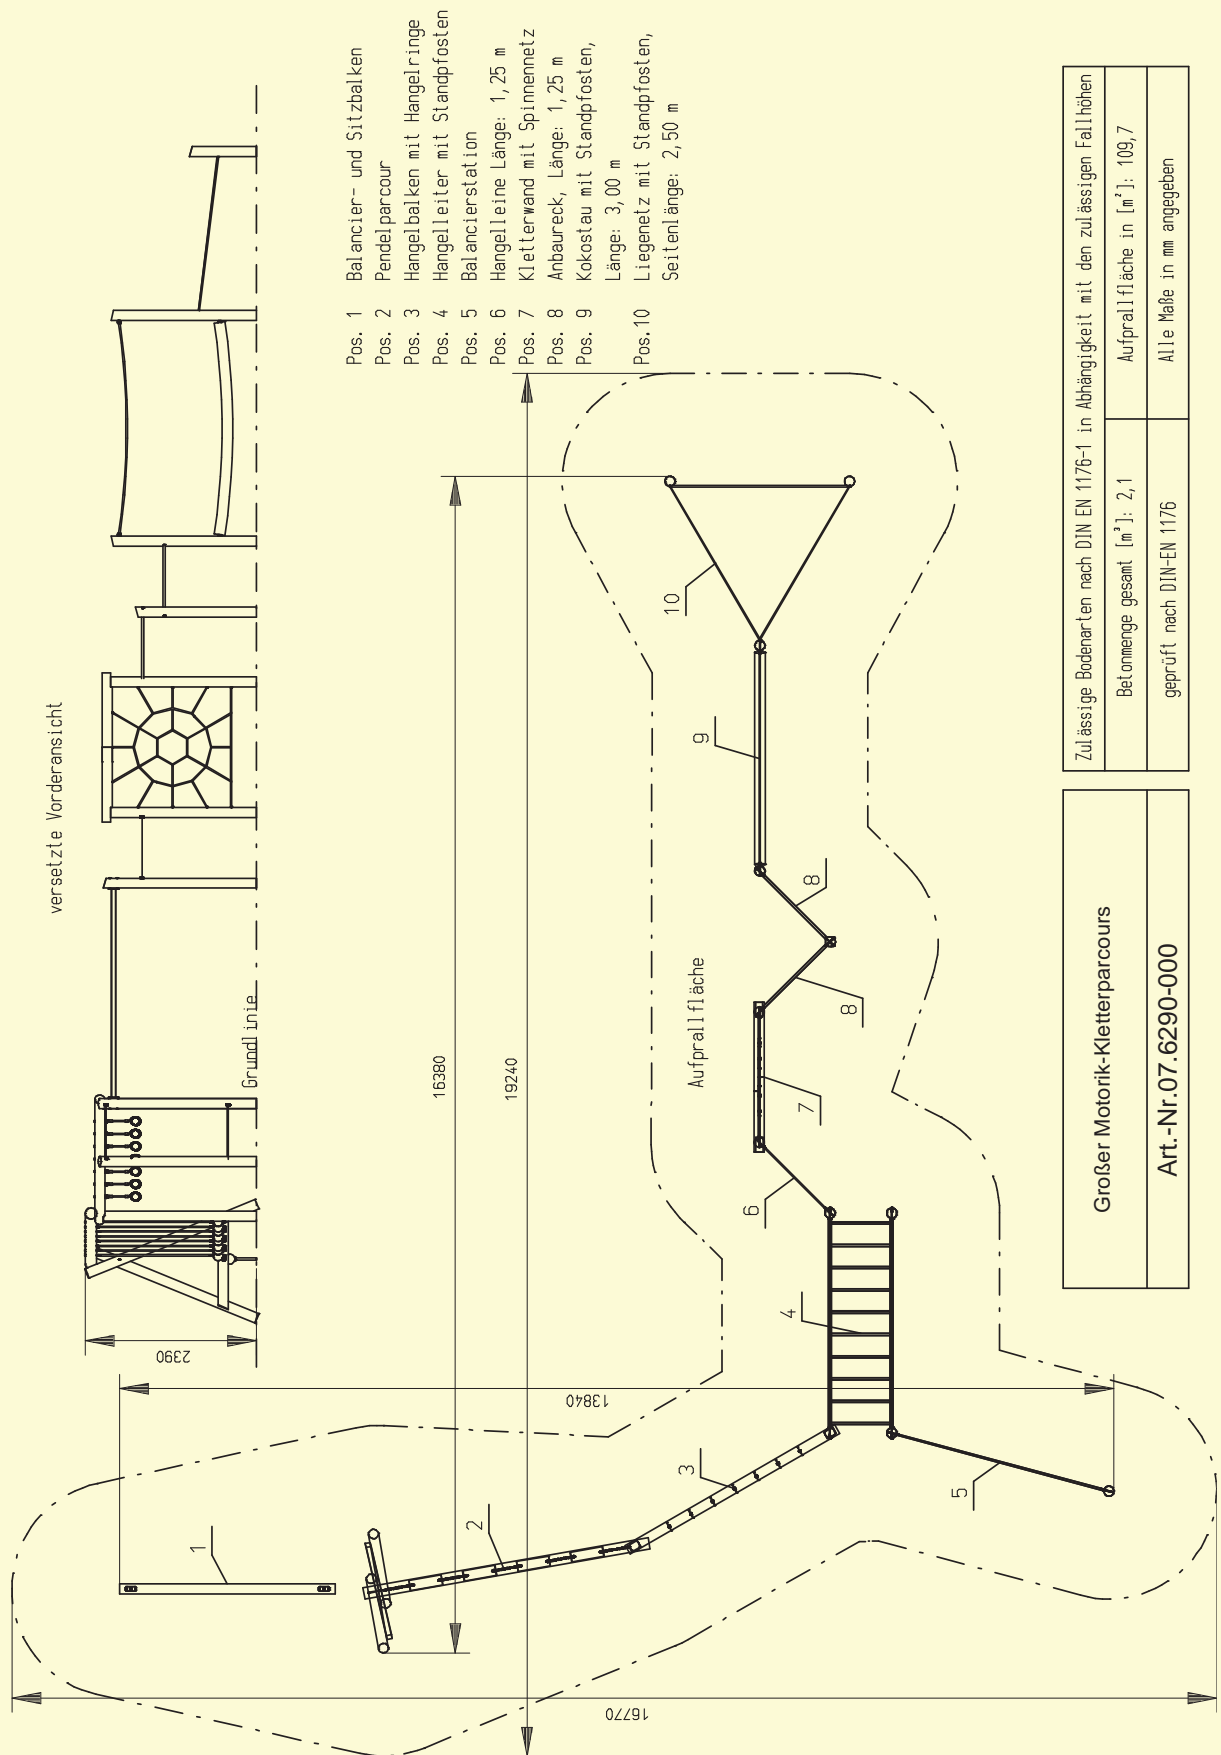 versetzte Vorderansicht
Grundlinie
2390
Pos. 1 Balancier- und Sitzbalken
Pos. 2 Pendelparcour
Pos. 3 Hangelbalken mit Hangelringe
Pos. 4 Hangelleiter mit Standpfosten
Pos. 5 Balancierstation
Pos. 6 Hangelleine Länge: 1,25 m
Pos. 7 Kletterwand mit Spinnennetz
Pos. 8 Anbaureck, Länge: 1,25 m
Pos. 9 Kokostau mit Standpfosten,
Länge: 3,00 m
Pos.10 Liegenetz mit Standpfosten,
Seitenlänge: 2,50 m
16380
19240
13840
16770
Aufprallfläche
1
2
3
4
5
6
7
8
8
9
10
Großer Motorik-Kletterparcours
Art.-Nr.07.6290-000
Zulässige Bodenarten nach DIN EN 1176-1 in Abhängigkeit mit den zulässigen Fallhöhen
Betonmenge gesamt [m³]: 2,1
Aufprallfläche in [m²]: 109,7
geprüft nach DIN-EN 1176
Alle Maße in mm angegeben